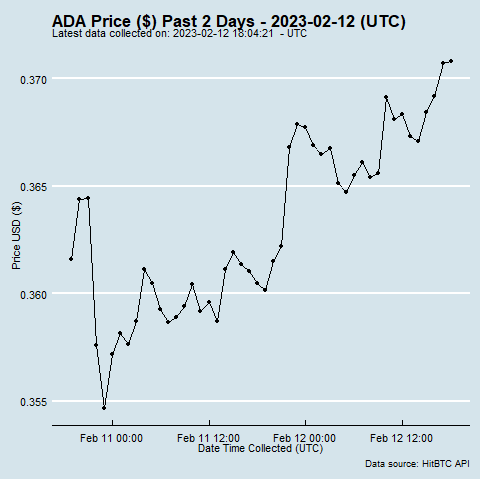 ADA Price ($) Past 2 Days - 2023-02-12 (UTC)
Latest data collected on: 2023-02-12 18:04:21 - UTC
0.370
0.365
0.360
0.355
Price USD ($)
Feb 11 00:00 Feb 11 12:00 Feb 12 00:00 Feb 12 12:00
Date Time Collected (UTC)
Data source: HitBTC API